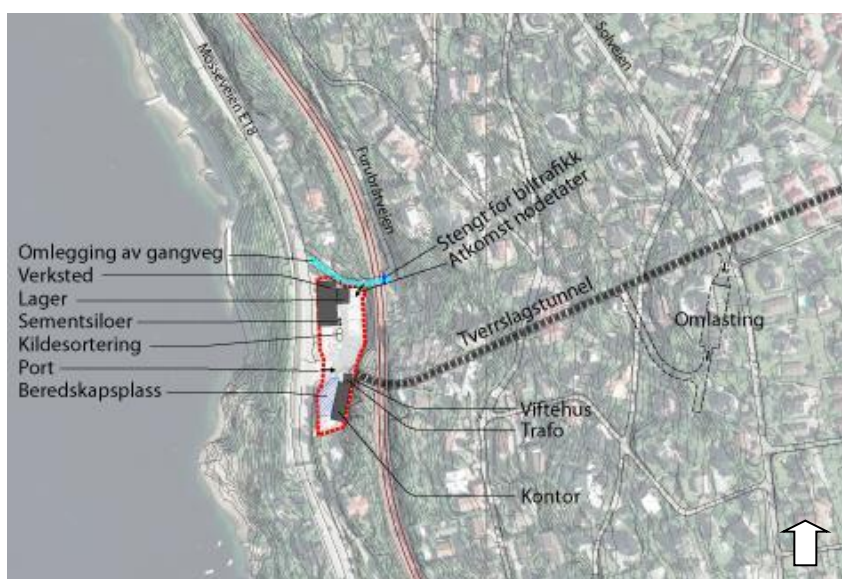 Solveien
Mosseveien E18
Furubråtveien
Stengt for biltrafikk
Atkomst nødetater
Omlegging av gangveg
Verksted
Lager
Sementsiloer
Kildesortering
Port
Beredskapsplass
Tverrslagstunnel
Omlasting
Viftehus
Trafo
Kontor